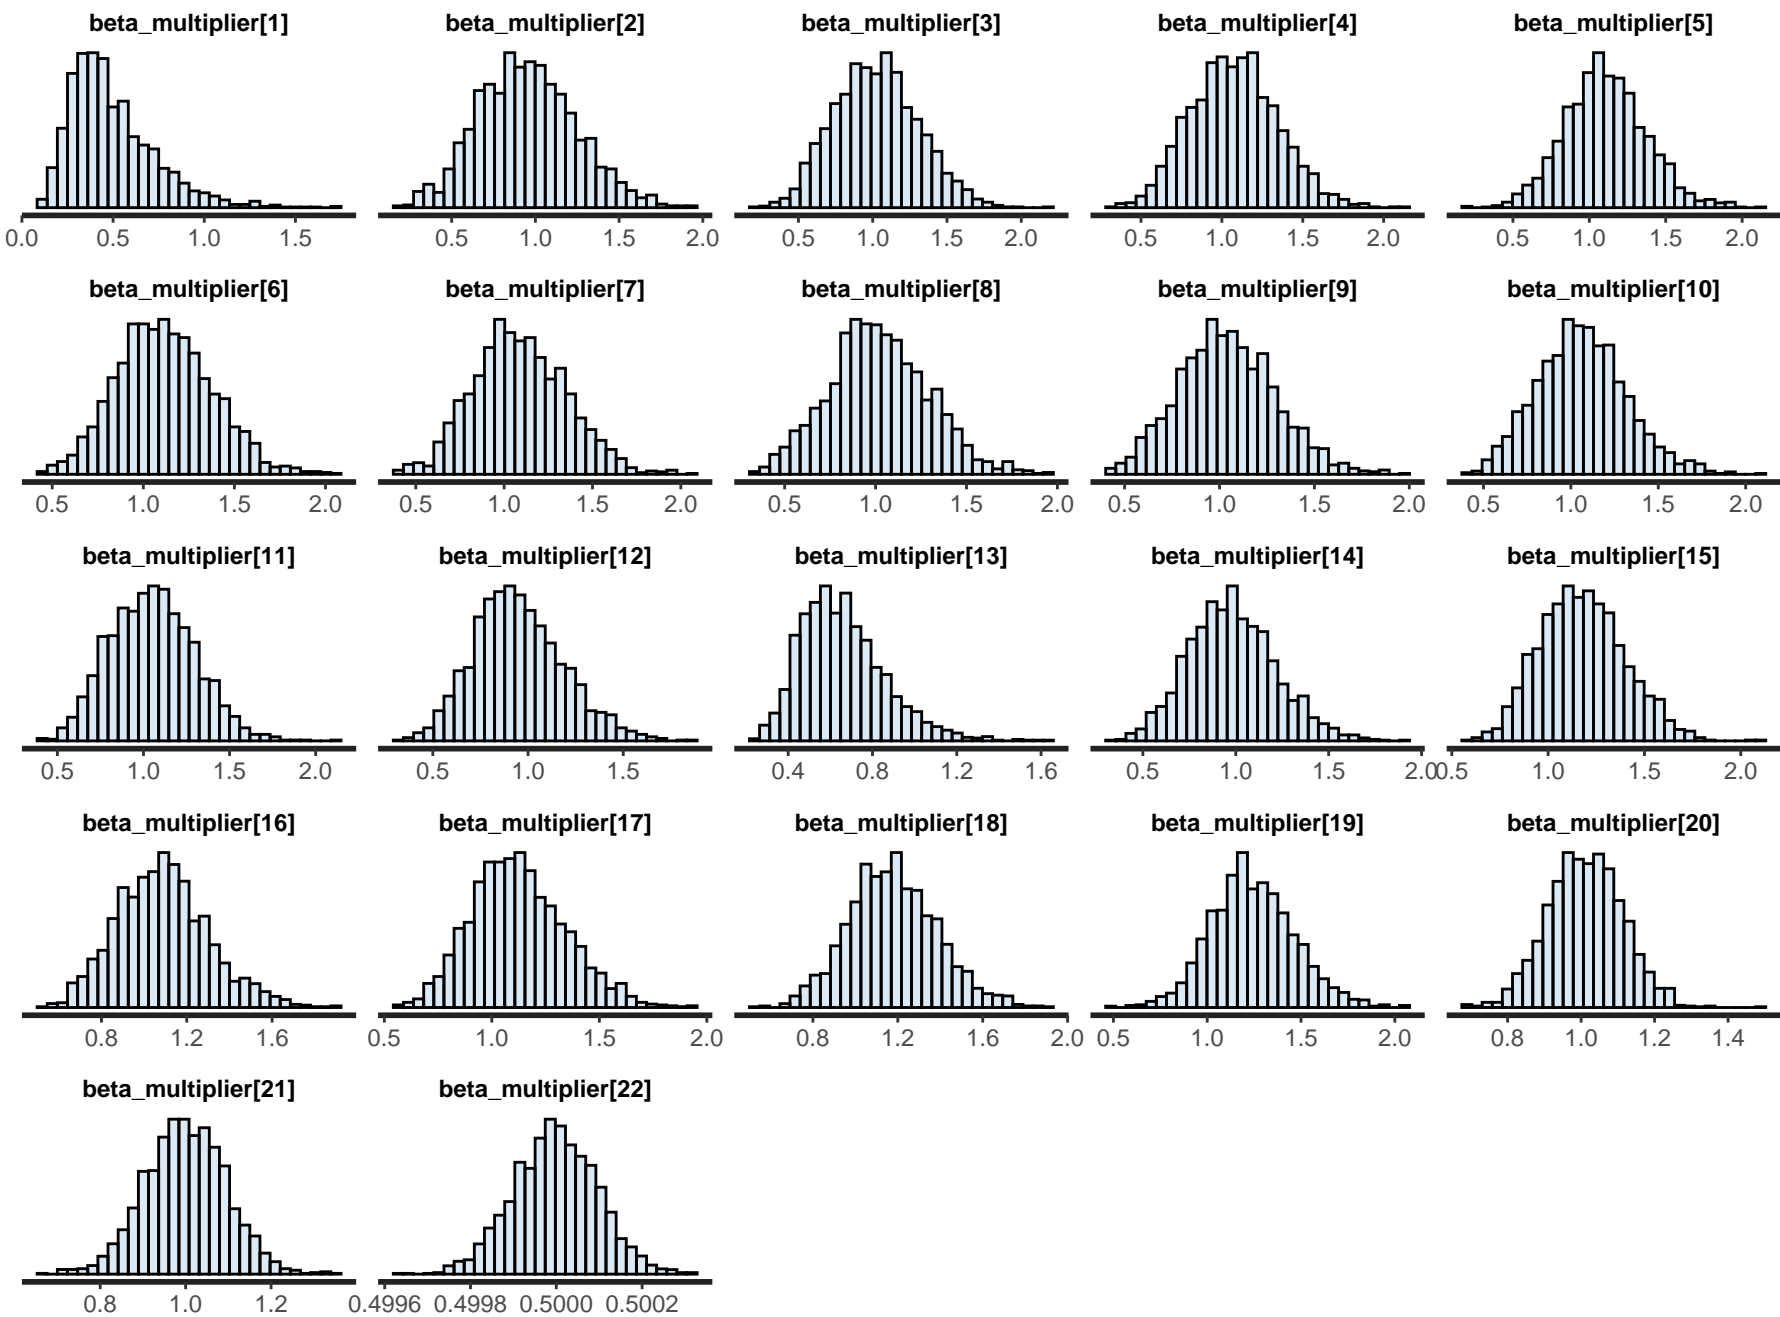 beta_multiplier[1] beta_multiplier[2] beta_multiplier[3] beta_multiplier[4] beta_multiplier[5]
0.0 0.5 1.0 1.5 0.5 1.0 1.5 2.0 0.5 1.0 1.5 2.0 0.5 1.0 1.5 2.0 0.5 1.0 1.5 2.0
beta_multiplier[6] beta_multiplier[7] beta_multiplier[8] beta_multiplier[9] beta_multiplier[10]
0.5 1.0 1.5 2.0 0.5 1.0 1.5 2.0 0.5 1.0 1.5 2.0 0.5 1.0 1.5 2.0 0.5 1.0 1.5 2.0
beta_multiplier[11] beta_multiplier[12] beta_multiplier[13] beta_multiplier[14] beta_multiplier[15]
0.5 1.0 1.5 2.0 0.5 1.0 1.5 0.4 0.8 1.2 1.6 0.5 1.0 1.5 2.0 0.5 1.0 1.5 2.0
beta_multiplier[16] beta_multiplier[17] beta_multiplier[18] beta_multiplier[19] beta_multiplier[20]
0.8 1.2 1.6 0.5 1.0 1.5 2.0 0.8 1.2 1.6 2.0 0.5 1.0 1.5 2.0 0.8 1.0 1.2 1.4
beta_multiplier[21] beta_multiplier[22]
0.8 1.0 1.2 0.4996 0.4998 0.5000 0.5002